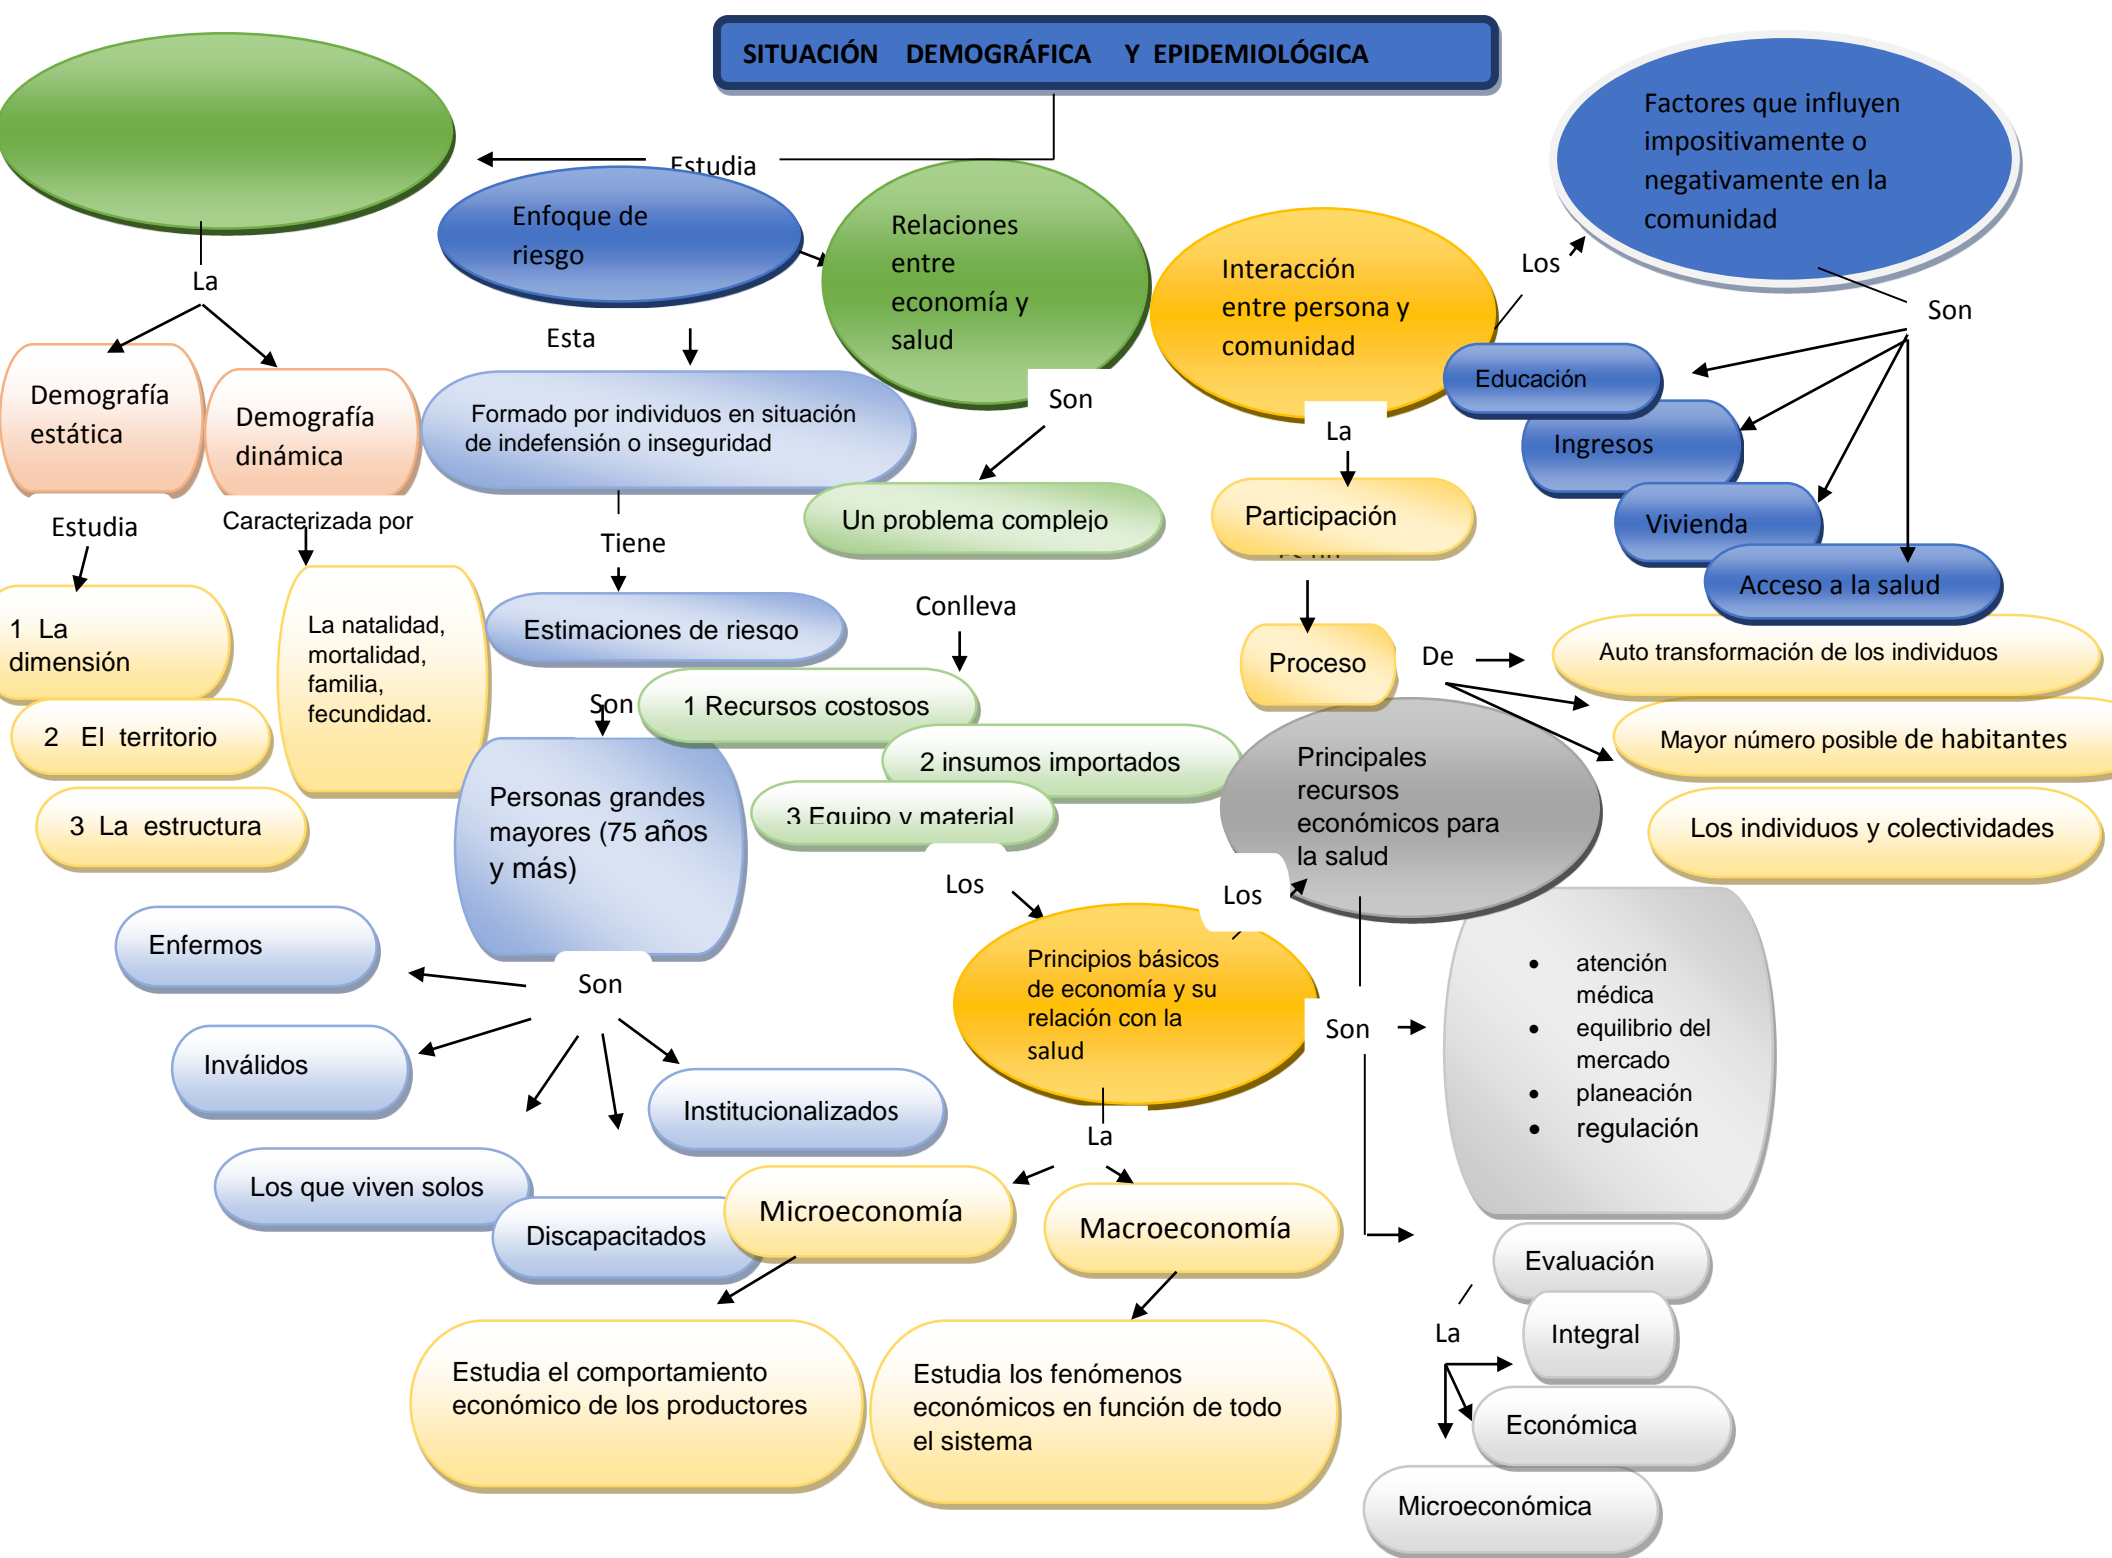 SITUACIÓN DEMOGRÁFICA Y EPIDEMIOLÓGICA
Estudia
La
Demografía
estática
Demografía
dinámica
Estudia
Caracterizada por
1 La
dimensión
2 El territorio
3 La estructura
La natalidad,
mortalidad,
familia,
fecundidad.
Enfoque de
riesgo
Esta
Formado por individuos en situación
de indefensión o inseguridad
Tiene
Estimaciones de riesgo
Son
Personas grandes
mayores (75 años
y más)
Son
Enfermos
Inválidos
Los que viven solos
Discapacitados
Institucionalizados
Relaciones
entre
economía y
salud
Son
Un problema complejo
Conlleva
1 Recursos costosos
2 insumos importados
3 Equipo y material
Los
Principios básicos
de economía y su
relación con la
salud
La
Microeconomía
Macroeconomía
Estudia el comportamiento
económico de los productores
Estudia los fenómenos
económicos en función de todo
el sistema
Interacción
entre persona y
comunidad
La
Participación
Proceso
De
Auto transformación de los individuos
Mayor número posible de habitantes
Los individuos y colectividades
Los
Factores que influyen
impositivamente o
negativamente en la
comunidad
Son
Educación
Ingresos
Vivienda
Acceso a la salud
Los
Principales
recursos
económicos para
la salud
Son
• atención
médica
• equilibrio del
mercado
• planeación
• regulación
Evaluación
La
Integral
Económica
Microeconómica